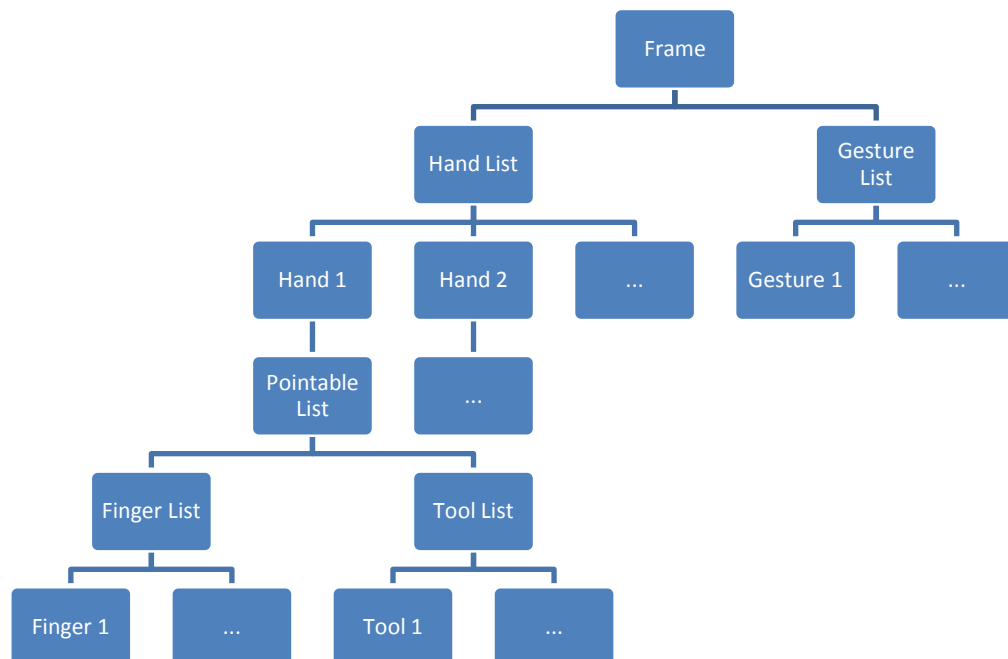 Frame
Hand List
Gesture
List
Hand 1
Hand 2
...
Gesture 1
...
Pointable
List
...
Finger List
Tool List
Finger 1
...
Tool 1
...